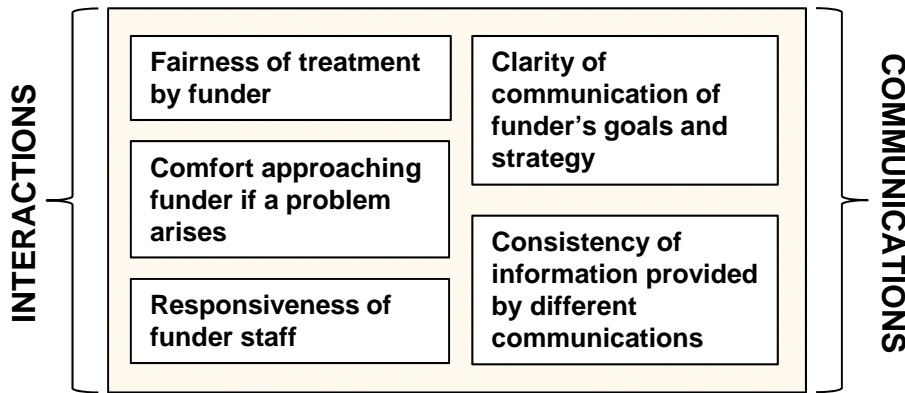 INTERACTIONS
Fairness of treatment
by funder
Comfort approaching
funder if a problem
arises
Responsiveness of
funder staff
Clarity of
communication of
funder’s goals and
strategy
Consistency of
information provided
by different
communications
COMMUNICATIONS